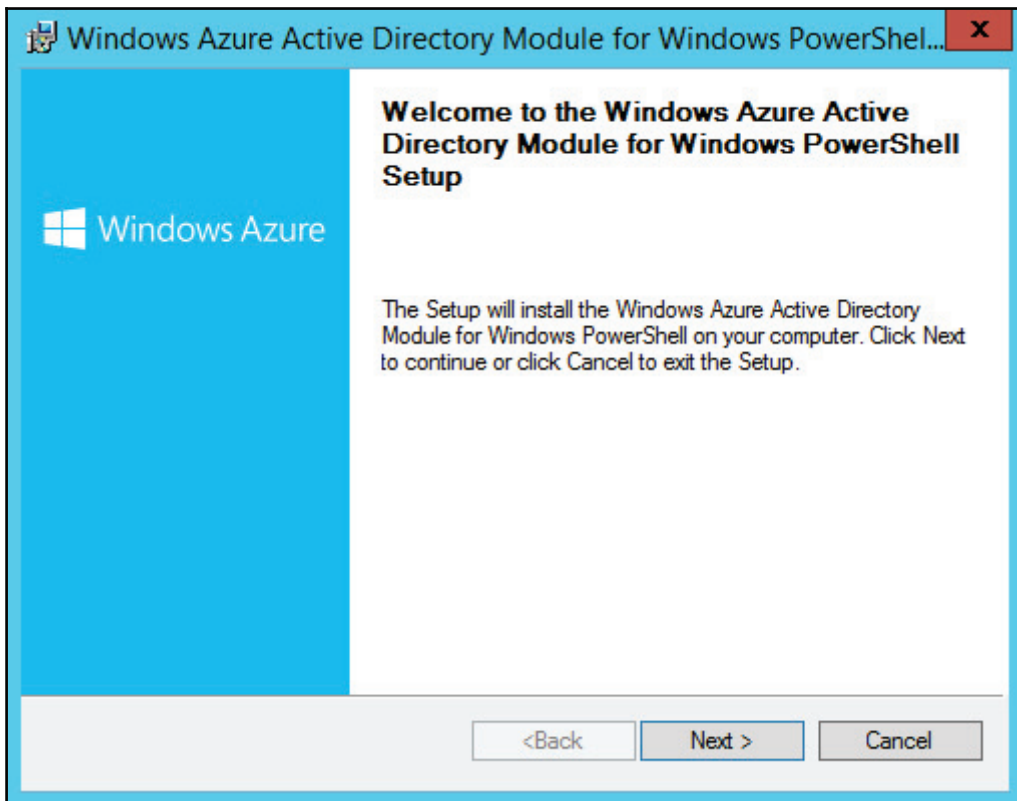 Windows Azure Active Directory Module for Windows PowerShel...
x
Welcome to the Windows Azure Active
Directory Module for Windows PowerShell
Setup
Windows Azure
The Setup will install the Windows Azure Active Directory
Module for Windows PowerShell on your computer. Click Next
to continue or click Cancel to exit the Setup.
<Back
Next >
Cancel